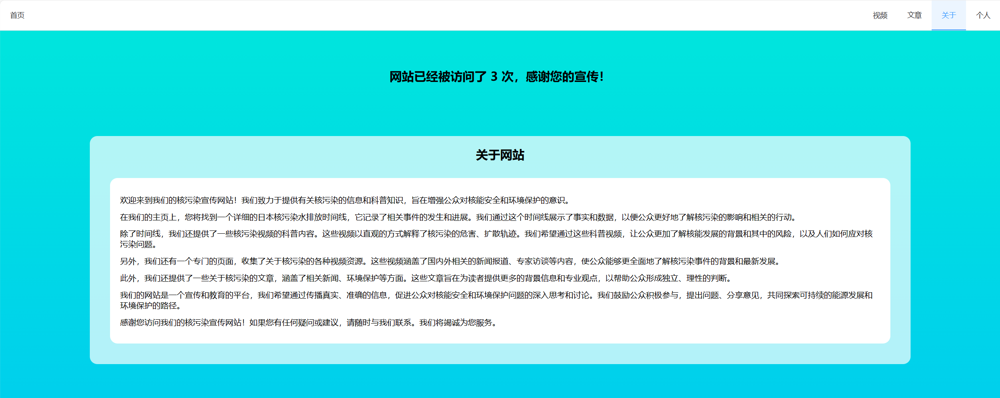 首页
视频
文章
关于
个人
网站已经被访问了 3 次，感谢您的宣传！
关于网站
欢迎来到我们的核污染宣传网站！我们致力于提供有关核污染的信息和科普知识，旨在增强公众对核能安全和环境保护的意识。
在我们的主页上，您将找到一个详细的日本核污染水排放时间线，它记录了相关事件的发生和进展。我们通过这个时间线展示了事实和数据，以便公众更好地了解核污染的影响和相关的行动。
除了时间线，我们还提供了一些核污染视频的科普内容。这些视频以直观的方式解释了核污染的危害、扩散轨迹。我们希望通过这些科普视频，让公众更加了解核能发展的背景和其中的风险，以及人们如何应对核
污染问题。
另外，我们还有一个专门的页面，收集了关于核污染的各种视频资源。这些视频涵盖了国内外相关的新闻报道、专家访谈等内容，使公众能够更全面地了解核污染事件的背景和最新发展。
此外，我们还提供了一些关于核污染的文章，涵盖了相关新闻、环境保护等方面。这些文章旨在为读者提供更多的背景信息和专业观点，以帮助公众形成独立、理性的判断。
我们的网站是一个宣传和教育的平台，我们希望通过传播真实、准确的信息，促进公众对核能安全和环境保护问题的深入思考和讨论。我们鼓励公众积极参与，提出问题、分享意见，共同探索可持续的能源发展和
环境保护的路径。
感谢您访问我们的核污染宣传网站！如果您有任何疑问或建议，请随时与我们联系。我们将竭诚为您服务。